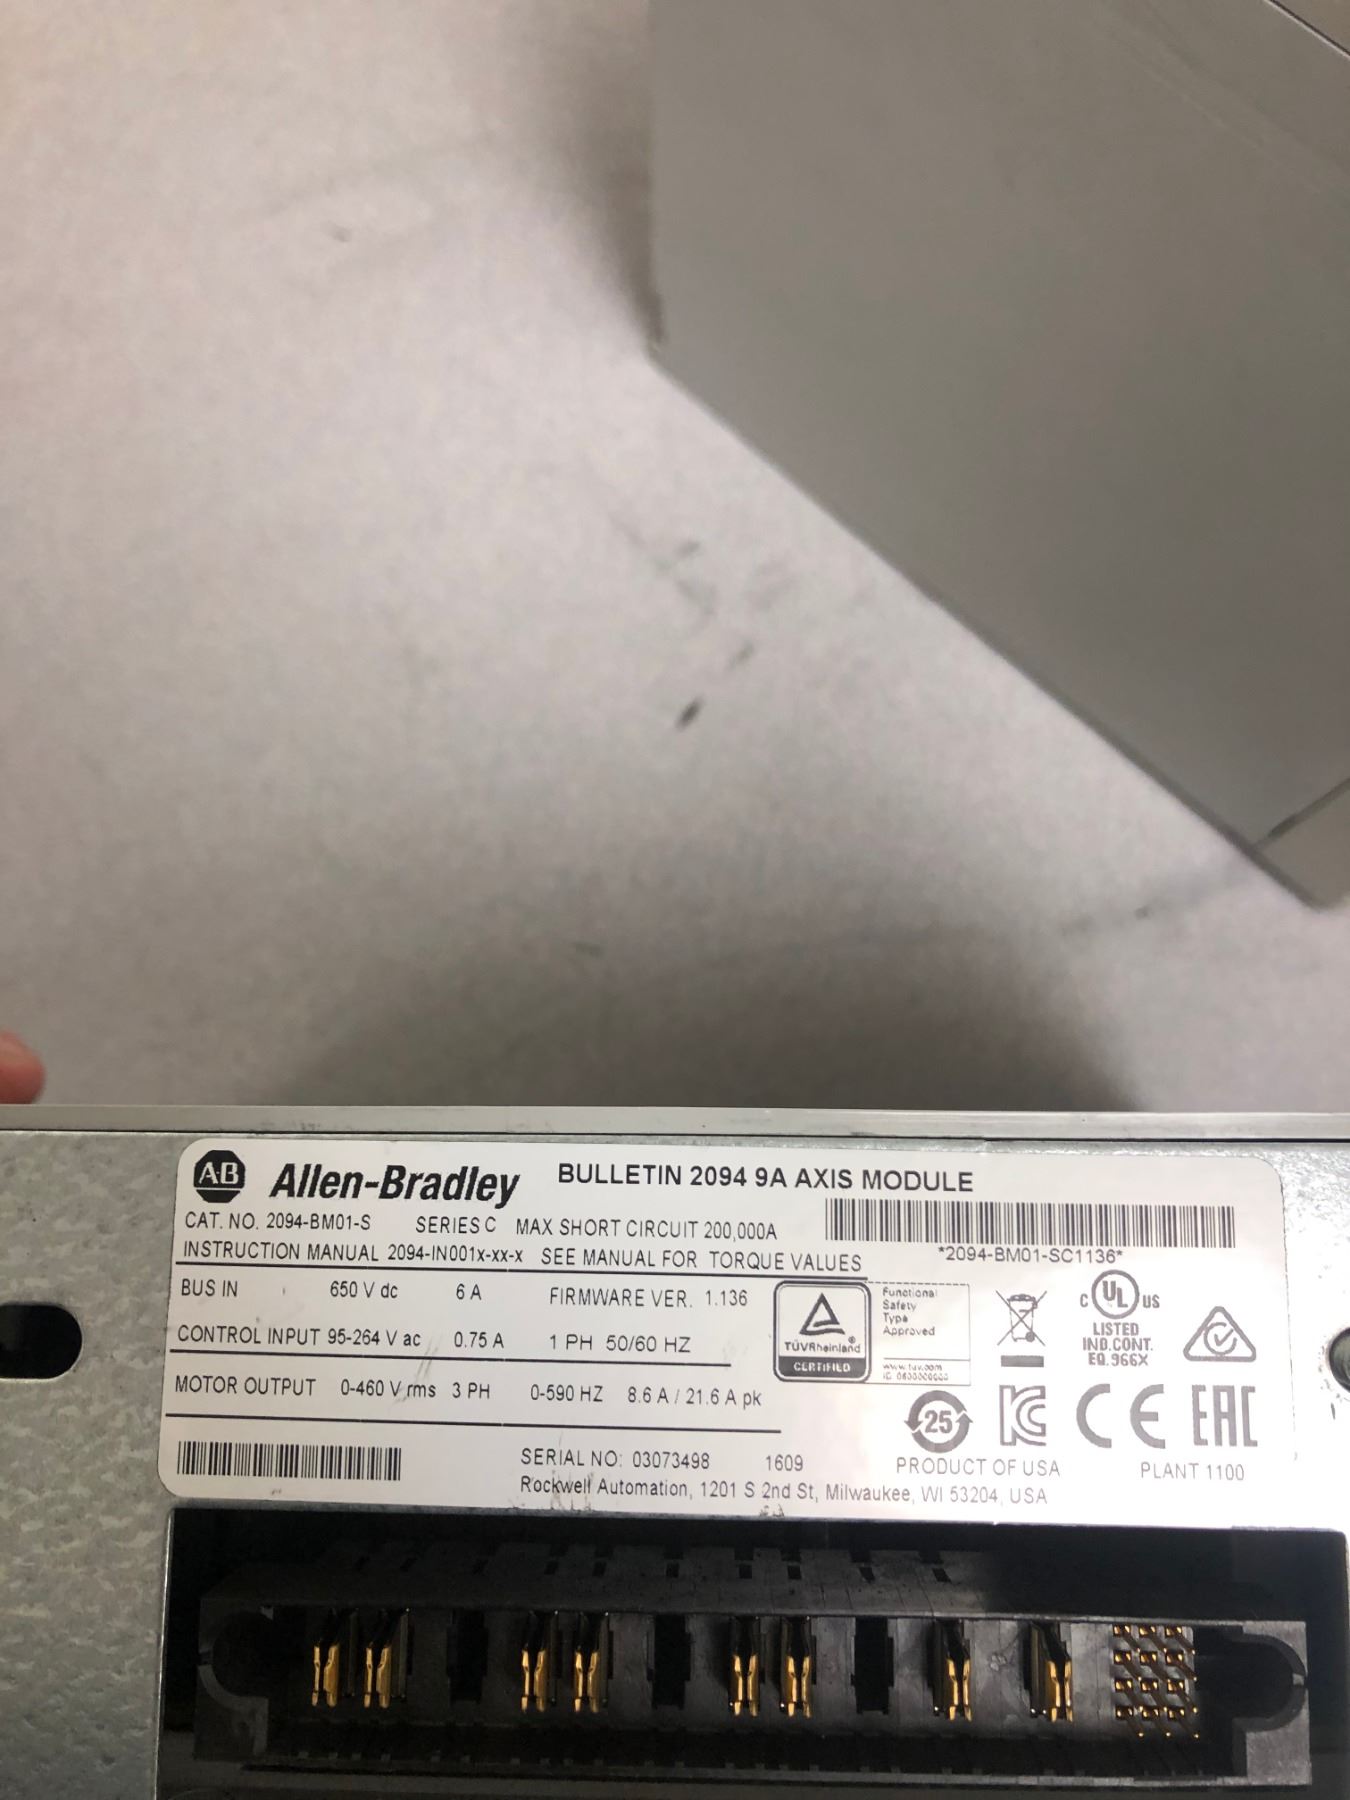 AB Allen-Bradley BULLETIN 2094 9A AXIS MODULE
CAT. NO. 2094-BM01-S SERIES C MAX SHORT CIRCUIT 200,000A
INSTRUCTION MANUAL 2094-IN001x-xx-x SEE MANUAL FOR TORQUE VALUES
*2094-BM01-SC1136*
BUS IN 650 V dc 6 A FIRMWARE VER. 1.136
CONTROL INPUT 95-264 V ac 0.75 A 1 PH 50/60 HZ
MOTOR OUTPUT 0-460 V rms 3 PH 0-590 HZ 8.6 A / 21.6 A pk
TÜVRheinland®
CERTIFIED
Functional
Safety
Type
Approved
www.tuv.com
C UL US
LISTED
IND.CONT.
EQ.966X
25 KC CE EAC
SERIAL NO: 03073498 1609
PRODUCT OF USA PLANT 1100
Rockwell Automation, 1201 S 2nd St, Milwaukee, WI 53204, USA